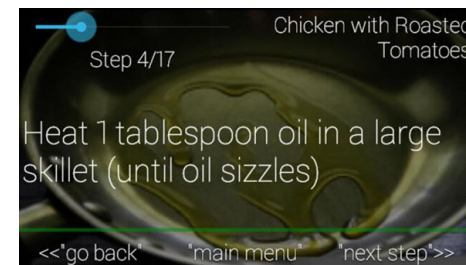 Chicken with Roasted
Tomatoes
Step 4/17
Heat 1 tablespoon oil in a large
skillet (until oil sizzles)
<<"go back" "main menu" "next step">>